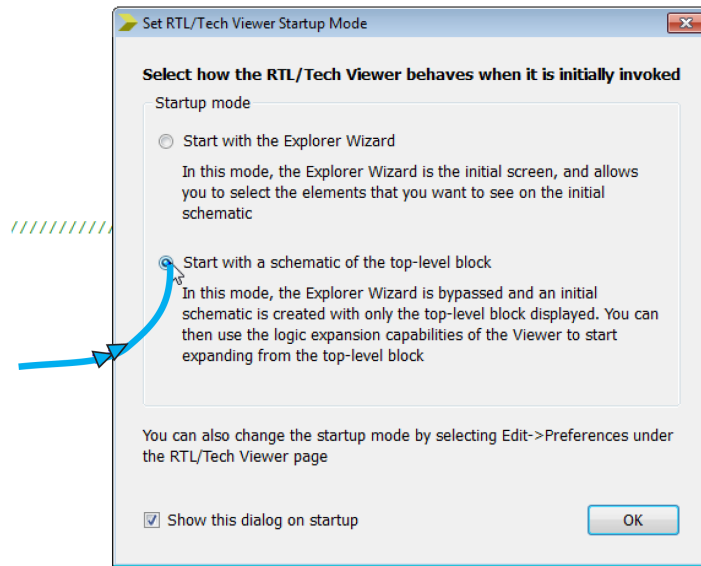 Set RTL/Tech Viewer Startup Mode
Select how the RTL/Tech Viewer behaves when it is initially invoked
Startup mode
Start with the Explorer Wizard
In this mode, the Explorer Wizard is the initial screen, and allows
you to select the elements that you want to see on the initial
schematic
///////////
Start with a schematic of the top-level block
In this mode, the Explorer Wizard is bypassed and an initial
schematic is created with only the top-level block displayed. You can
then use the logic expansion capabilities of the Viewer to start
expanding from the top-level block
You can also change the startup mode by selecting Edit->Preferences under
the RTL/Tech Viewer page
Show this dialog on startup
OK